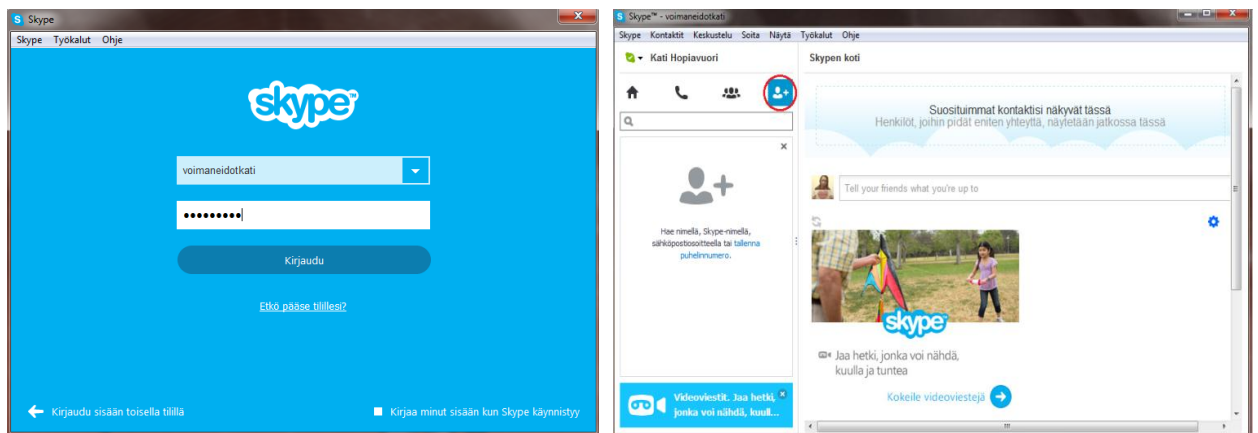 Skype
Skype Työkalut Ohje
skype™
voimaneidotkati
•••••••••
Kirjaudu
Etkö pääse tilillesi?
Kirjaudu sisään toisella tilillä
Kirjaa minut sisään kun Skype käynnistyy
Skype™ - voimaneidotkati
Skype Kontaktit Keskustelu Soita Näytä Työkalut Ohje
Kati Hopiavuori
Hae nimellä, Skype-nimellä,
sähköpostiosoitteella tai tallenna
puhelinnumero.
Videoviestit. Jaa hetki,
jonka voi nähdä, kuull...
Skypen koti
Suosituimmat kontaktisi näkyvät tässä
Henkilöt, joihin pidät eniten yhteyttä, näytetään jatkossa tässä
Tell your friends what you're up to
skype™
Jaa hetki, jonka voi nähdä,
kuulla ja tuntea
Kokeile videoviestejä